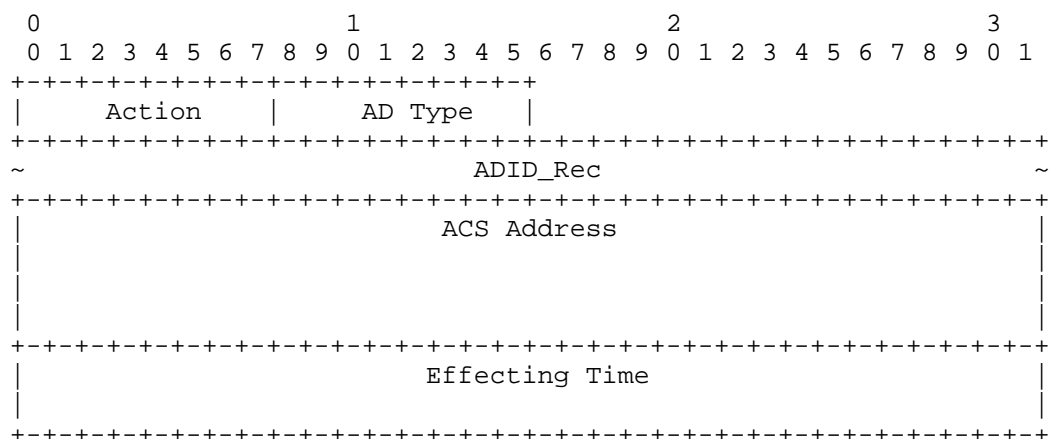 0                   1                   2                   3
 0 1 2 3 4 5 6 7 8 9 0 1 2 3 4 5 6 7 8 9 0 1 2 3 4 5 6 7 8 9 0 1
+-+-+-+-+-+-+-+-+-+-+-+-+-+-+-+-+
|     Action    |     AD Type   |
+-+-+-+-+-+-+-+-+-+-+-+-+-+-+-+-+-+-+-+-+-+-+-+-+-+-+-+-+-+-+-+-+
~                            ADID_Rec                           ~
+-+-+-+-+-+-+-+-+-+-+-+-+-+-+-+-+-+-+-+-+-+-+-+-+-+-+-+-+-+-+-+-+
|                          ACS Address                          |
|                                                               |
|                                                               |
|                                                               |
+-+-+-+-+-+-+-+-+-+-+-+-+-+-+-+-+-+-+-+-+-+-+-+-+-+-+-+-+-+-+-+-+
|                         Effecting Time                        |
|                                                               |
+-+-+-+-+-+-+-+-+-+-+-+-+-+-+-+-+-+-+-+-+-+-+-+-+-+-+-+-+-+-+-+-+